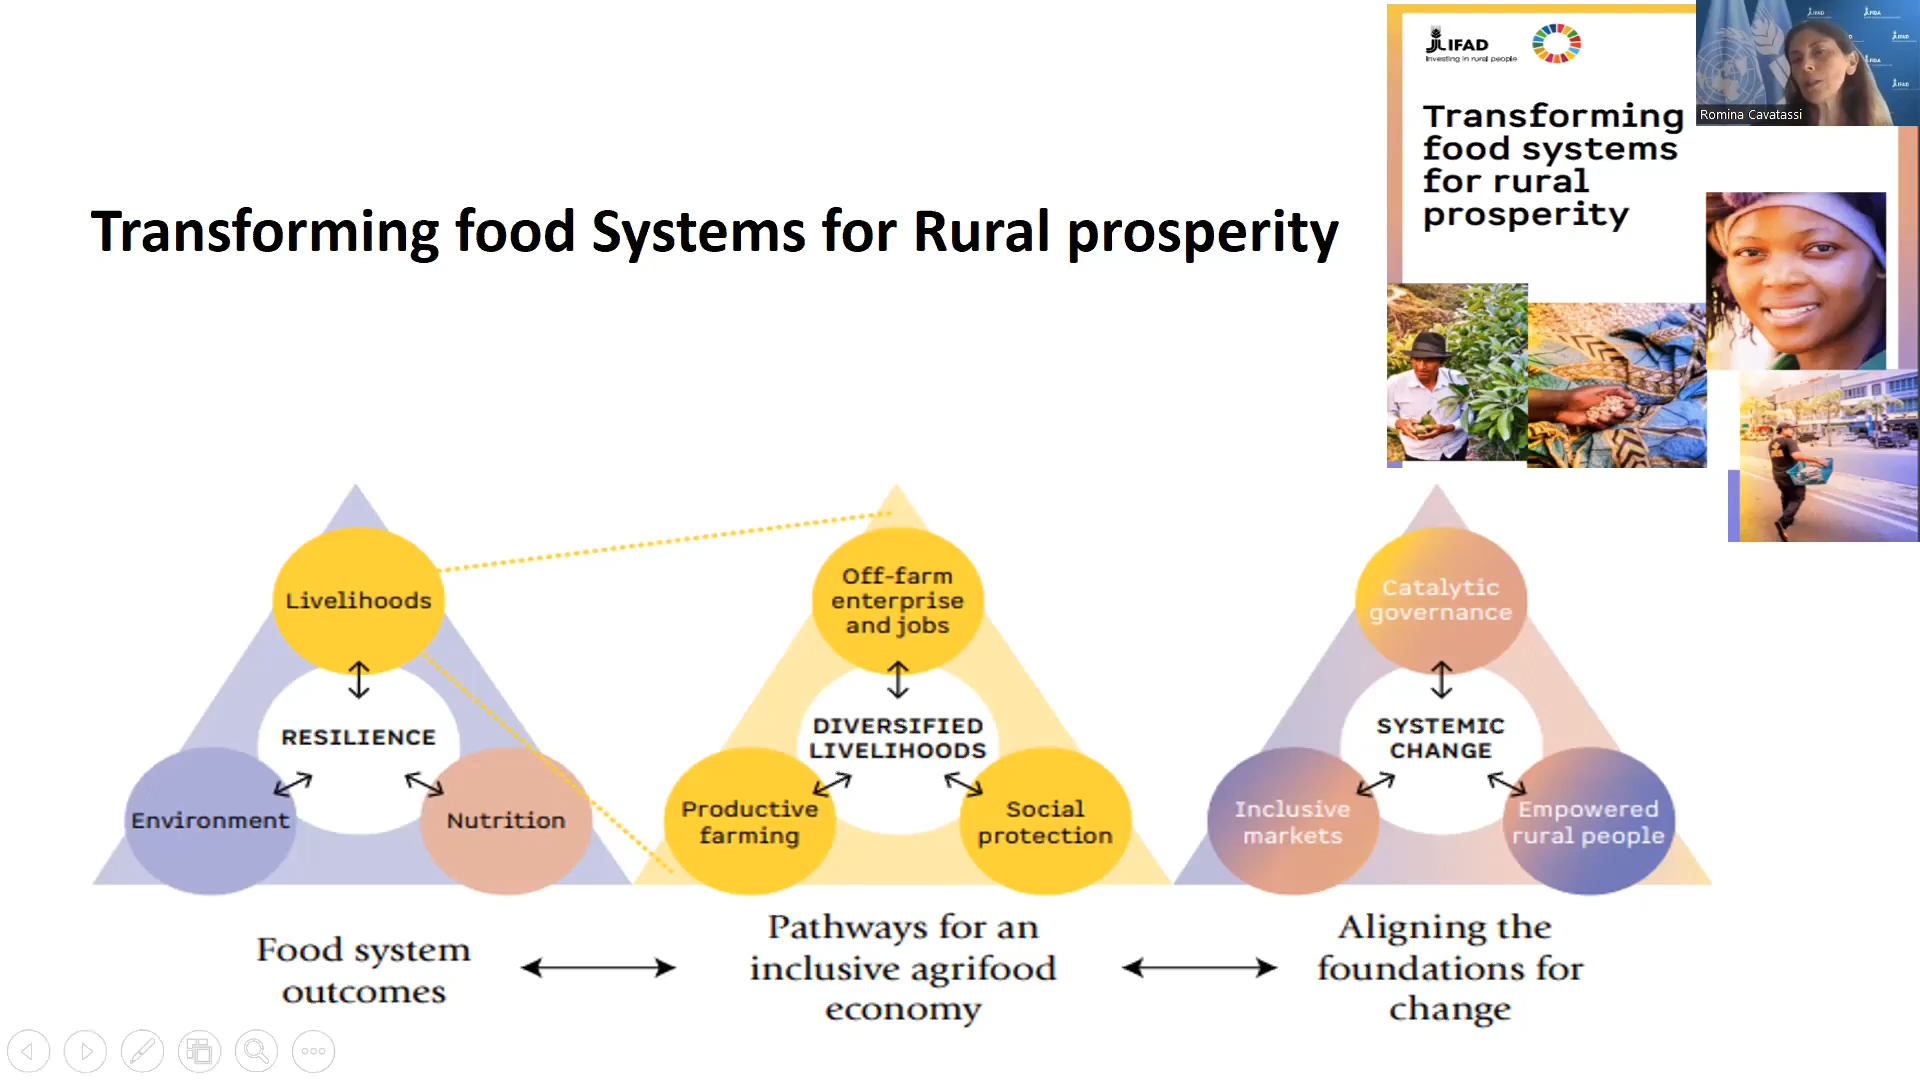 Transforming food Systems for Rural prosperity
IFAD
Investing in rural people
Transforming
food systems
for rural
prosperity
Romina Cavatassi
Livelihoods
RESILIENCE
Environment
Nutrition
Off-farm
enterprise
and jobs
DIVERSIFIED
LIVELIHOODS
Productive
farming
Social
protection
Catalytic
governance
SYSTEMIC
CHANGE
Inclusive
markets
Empowered
rural people
Food system
outcomes
Pathways for an
inclusive agrifood
economy
Aligning the
foundations for
change